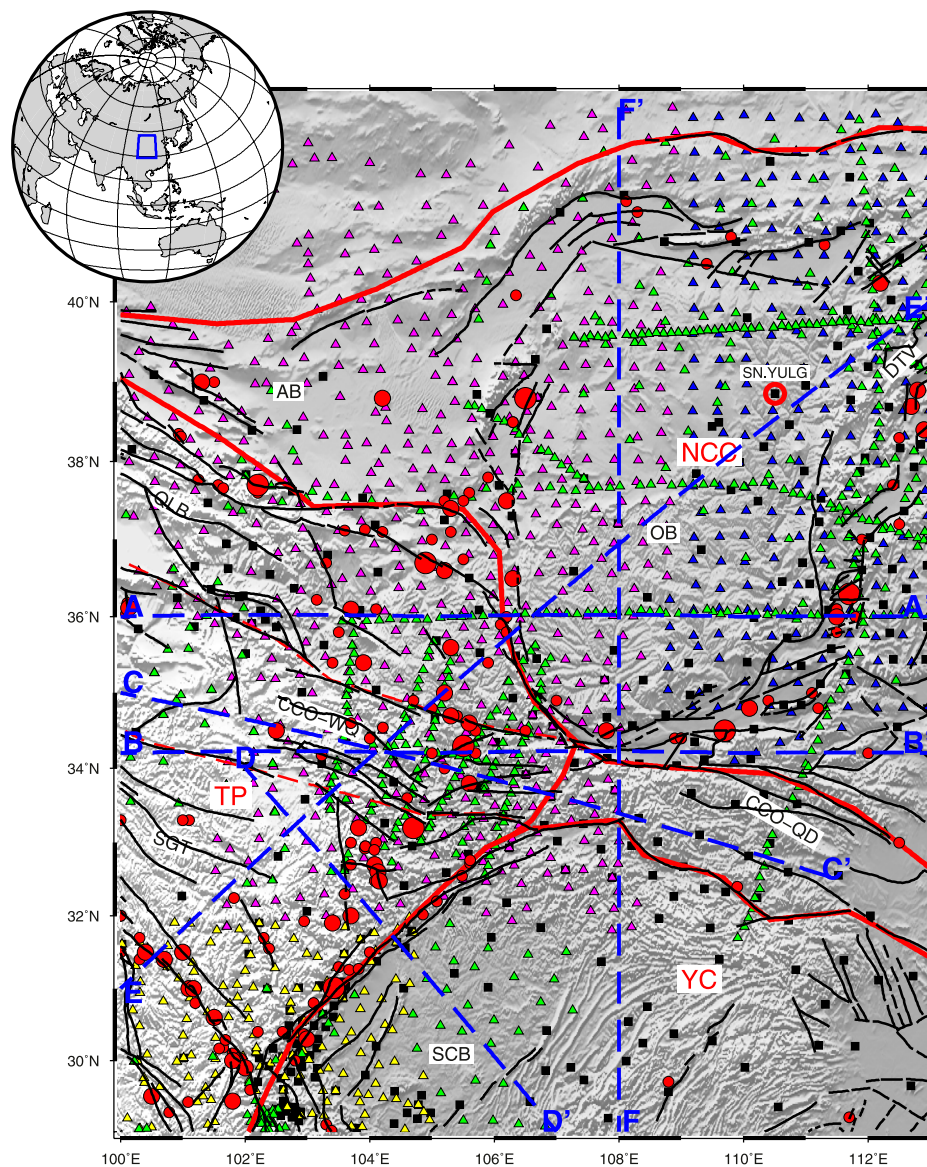 F'
40°N
E'
DTV
SN.YULG
AB
NCC
38°N
QLB
OB
A
A
36°N
C
CCO-WQ
B
B
D
34°N
TP
CCO-QD
SGT
C'
32°N
YC
E
SCB
30°N
D'
F
100°E
102°E
104°E
106°E
108°E
110°E
112°E